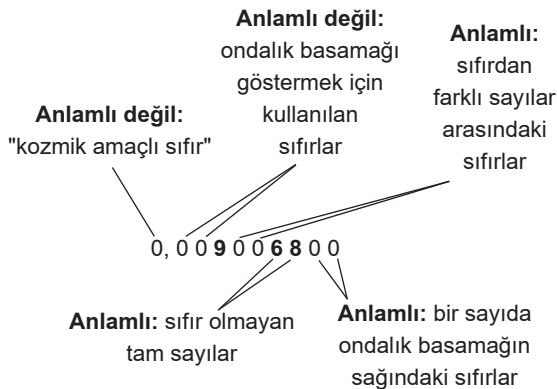 Anlamlı değil:
ondalık basamağı
göstermek için
kullanılan
sıfırlar
Anlamlı:
sıfırdan
farklı sayılar
arasındaki
sıfırlar
Anlamlı değil:
"kozmik amaçlı sıfır"
0, 0 0 9 0 0 6 8 0 0
Anlamlı: sıfır olmayan
tam sayılar
Anlamlı: bir sayıda
ondalık basamağın
sağındaki sıfırlar